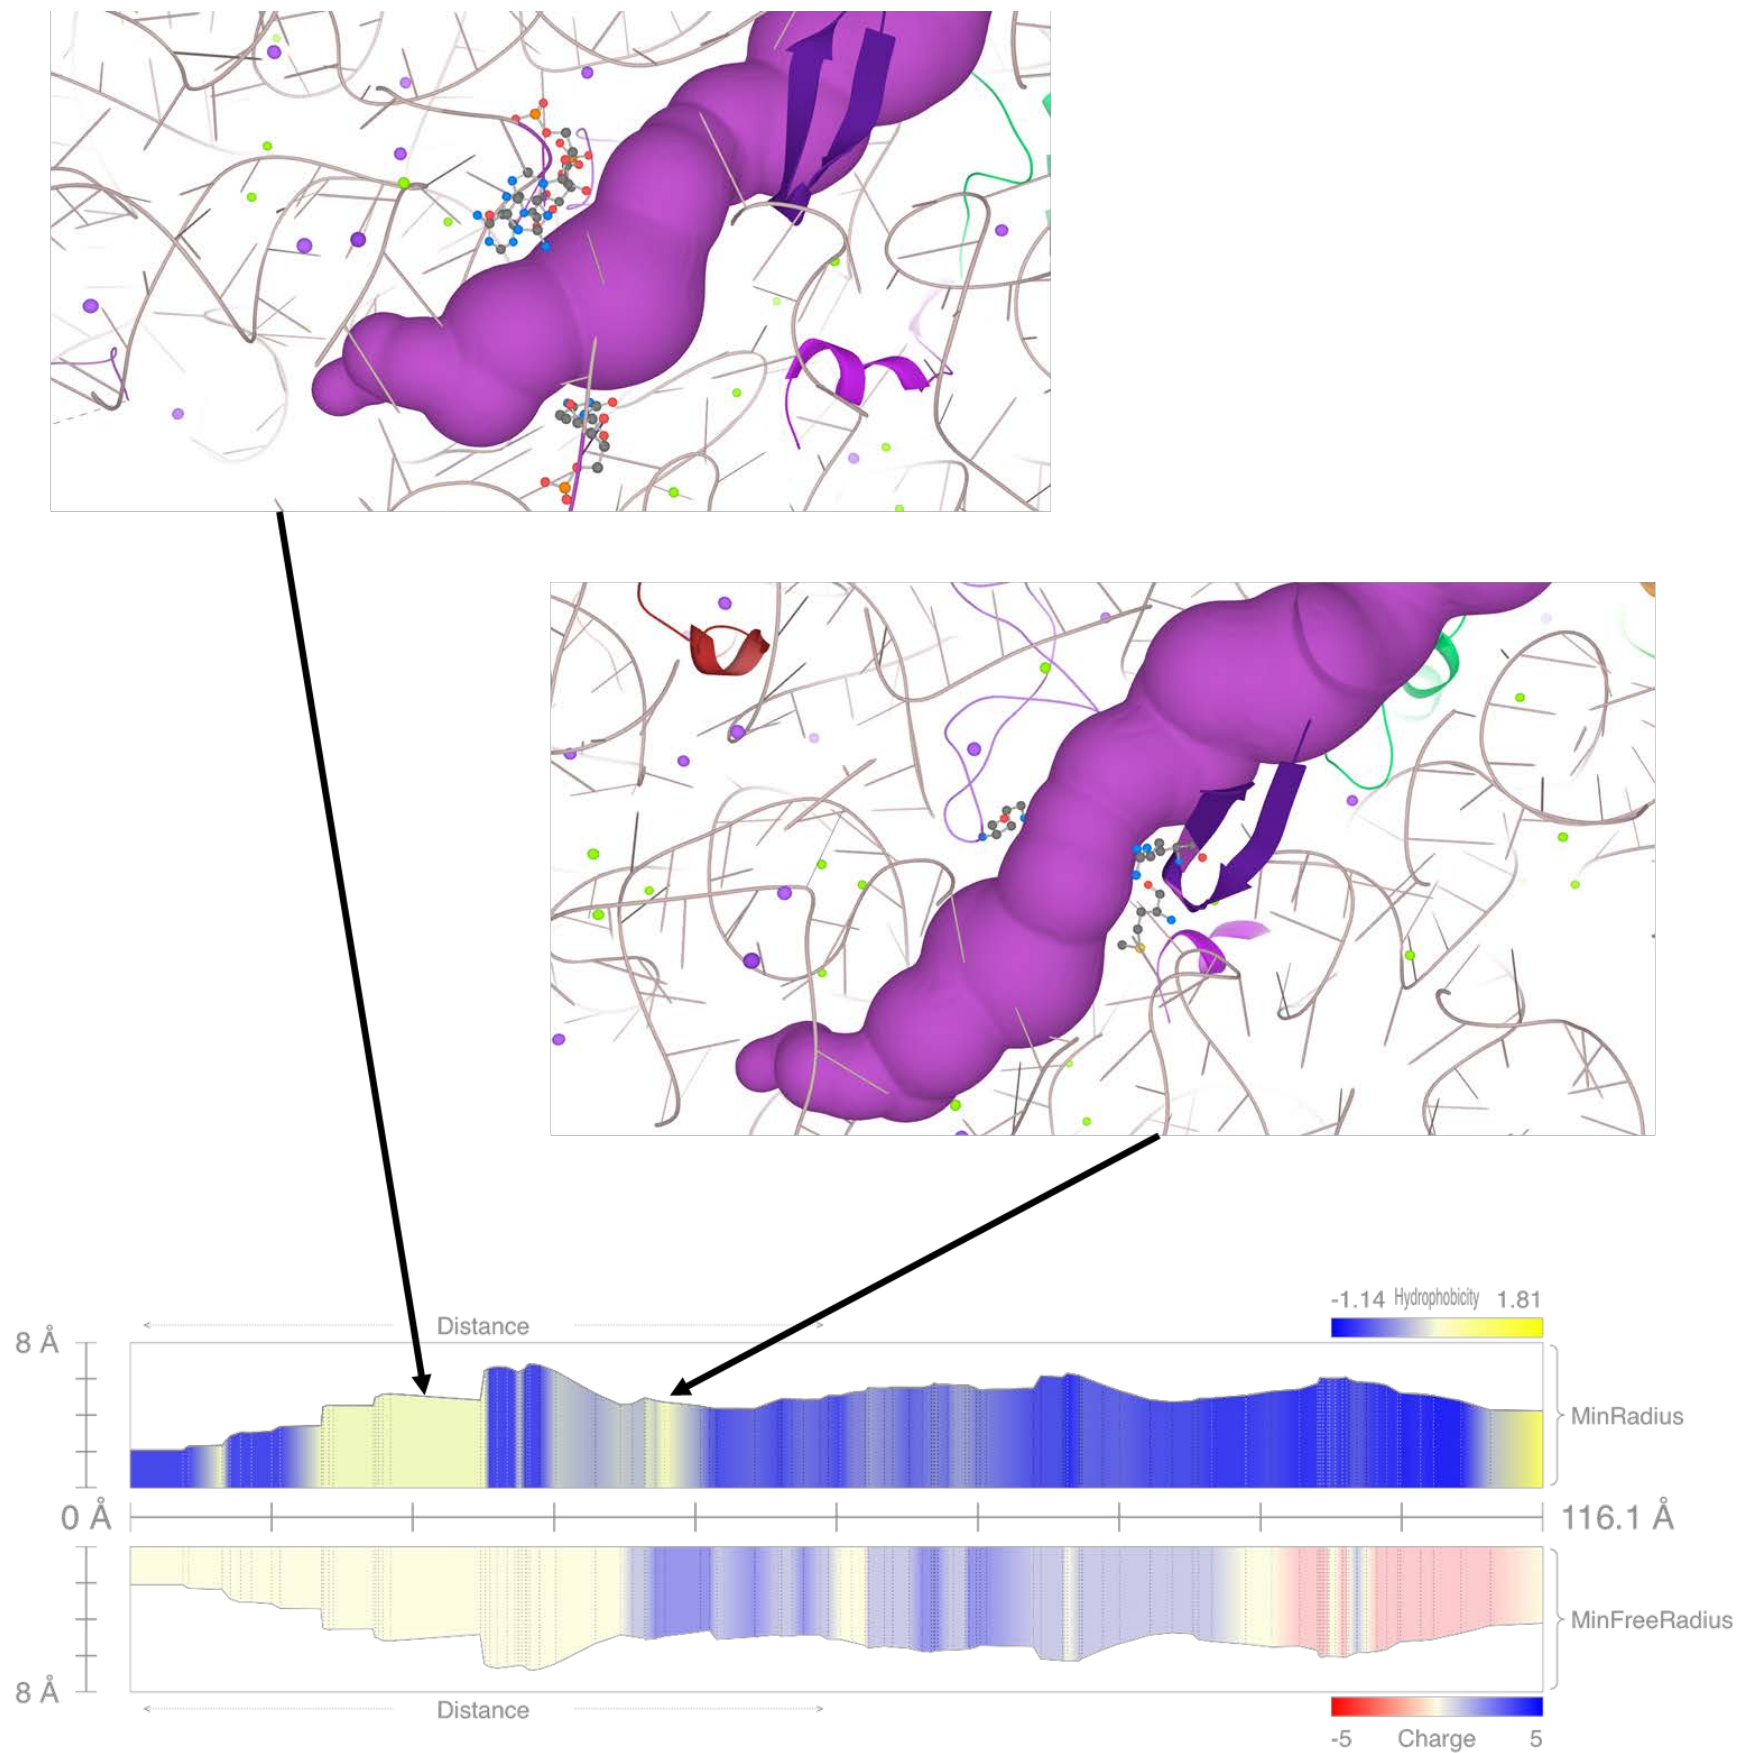 -1.14 Hydrophobicity 1.81
Distance
8 Å
MinRadius
0 Å
116.1 Å
MinFreeRadius
8 Å
Distance
-5 Charge 5